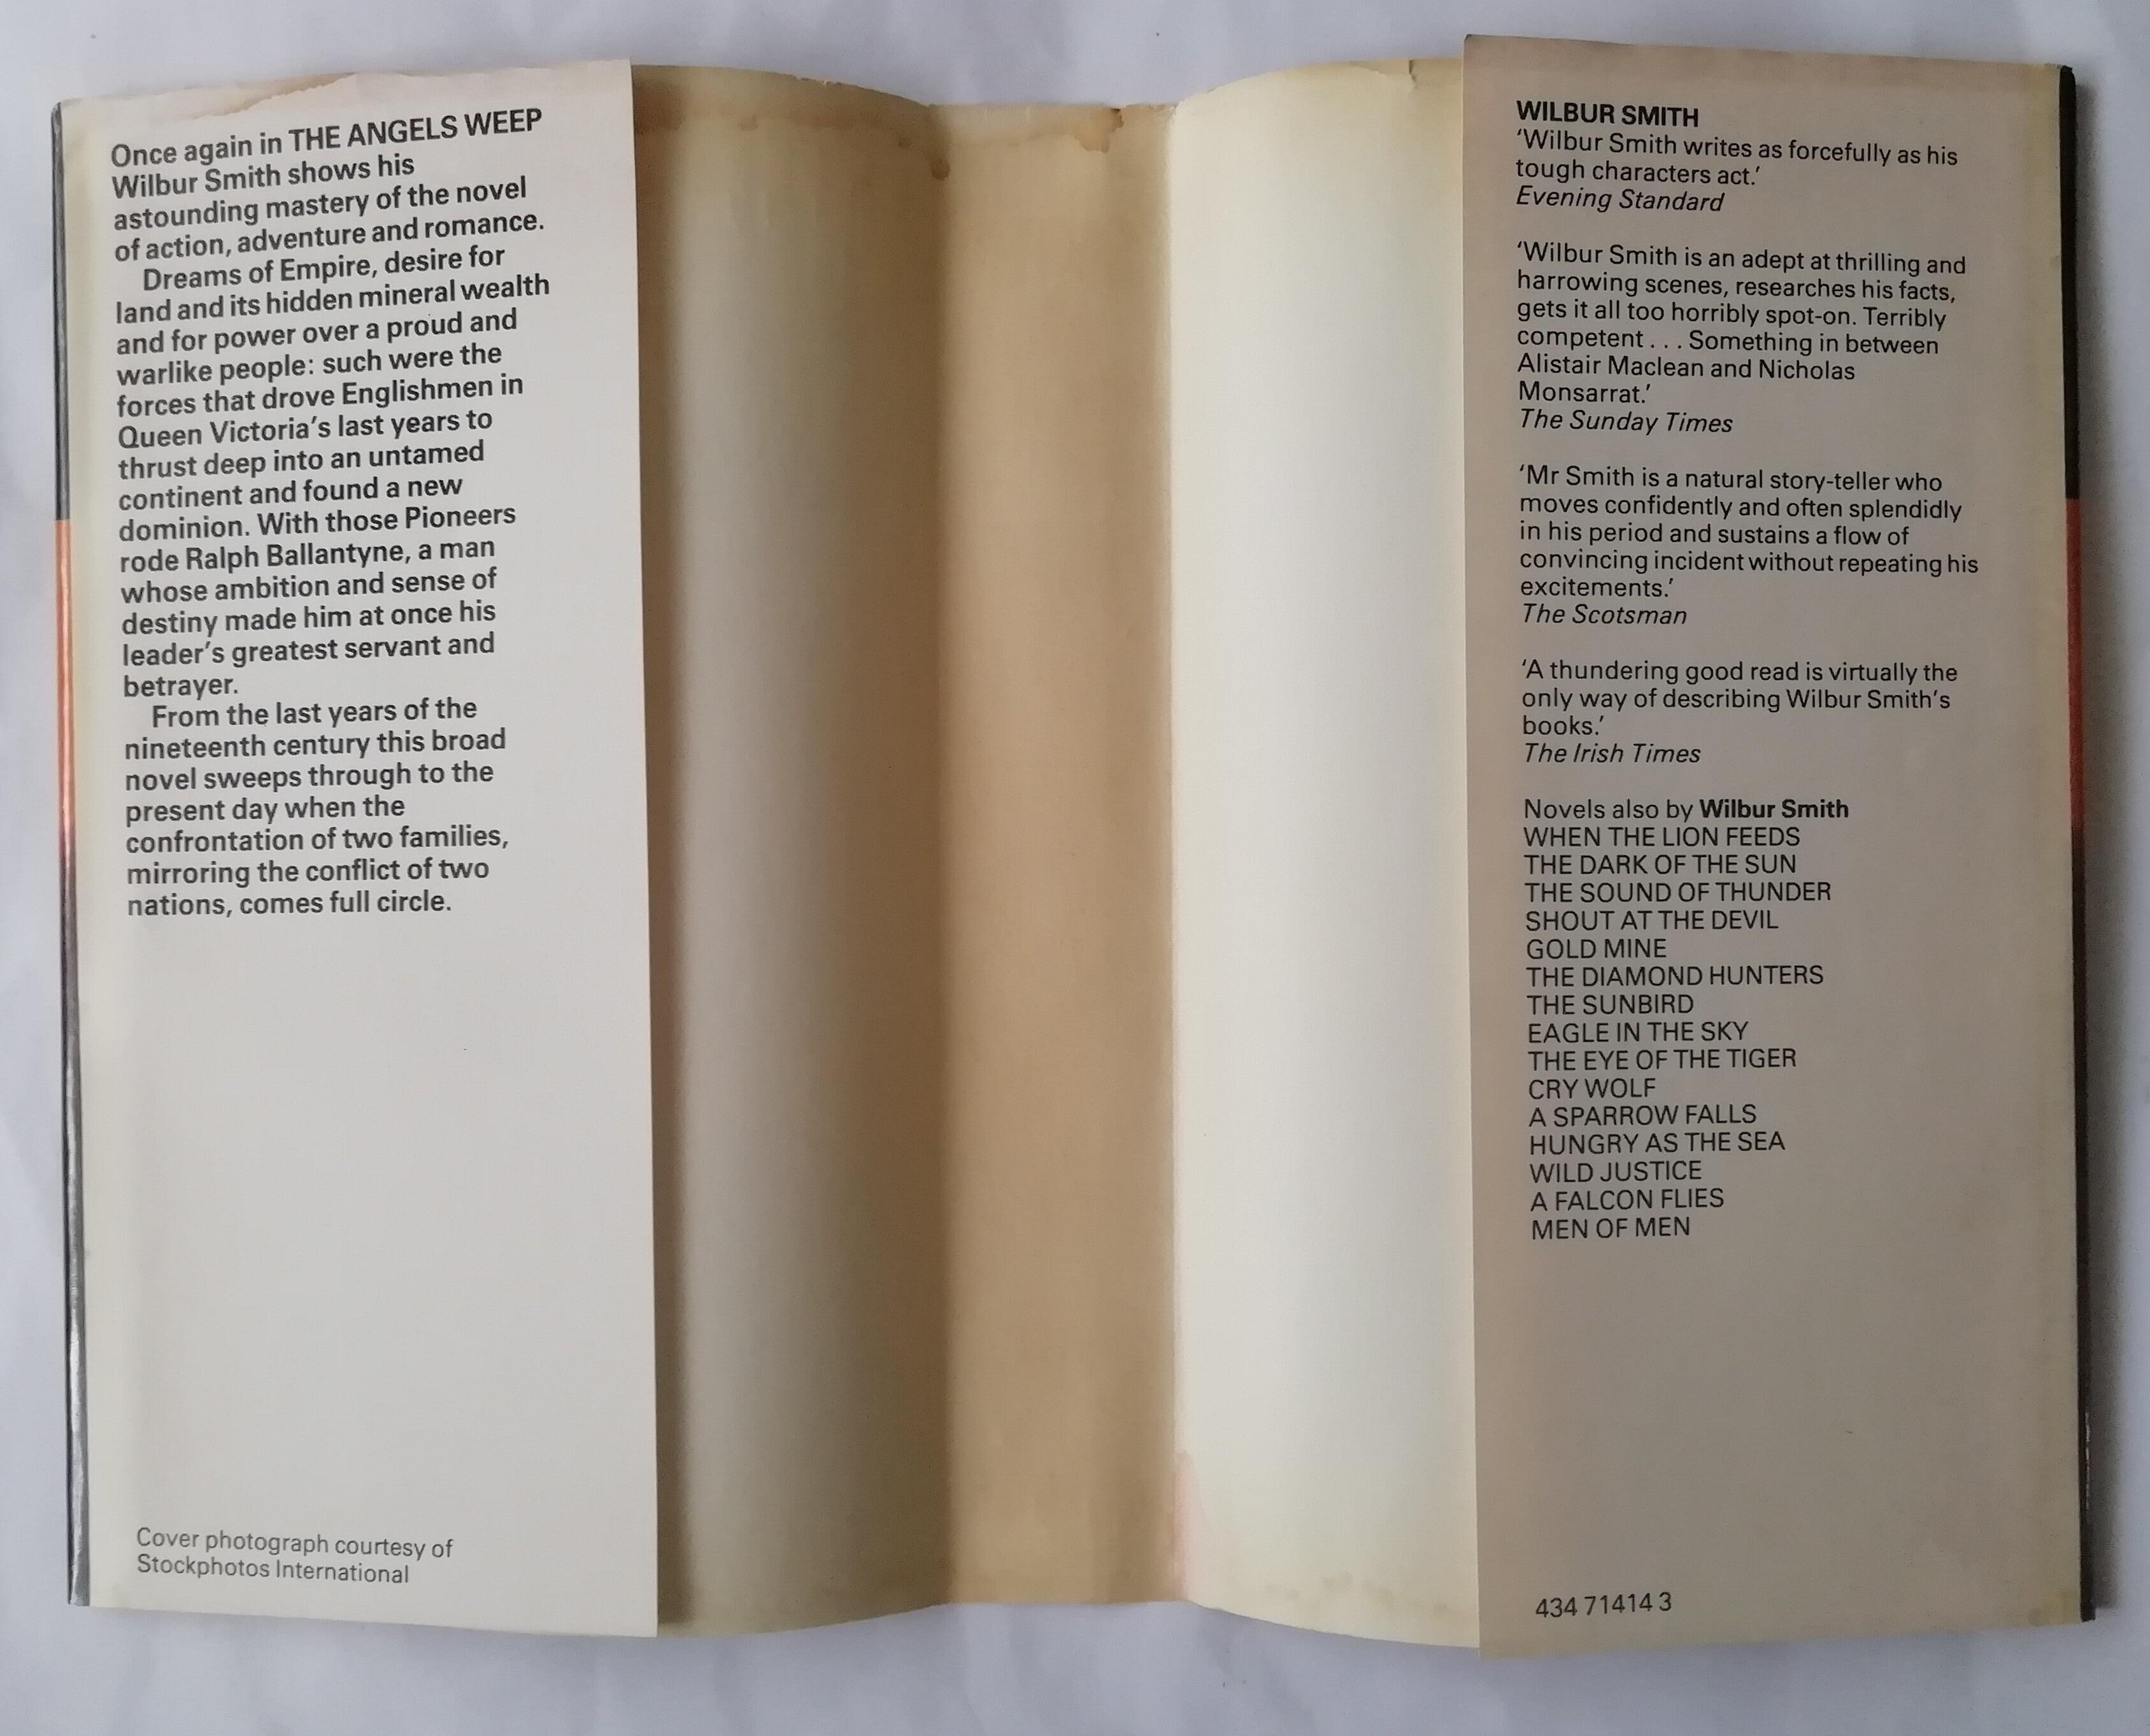 Once again in THE ANGELS WEEP
Wilbur Smith shows his
astounding mastery of the novel
of action, adventure and romance.
Dreams of Empire, desire for
land and its hidden mineral wealth
and for power over a proud and
warlike people: such were the
forces that drove Englishmen in
Queen Victoria's last years to
thrust deep into an untamed
continent and found a new
dominion. With those Pioneers
rode Ralph Ballantyne, a man
whose ambition and sense of
destiny made him at once his
leader's greatest servant and
betrayer.
From the last years of the
nineteenth century this broad
novel sweeps through to the
present day when the
confrontation of two families,
mirroring the conflict of two
nations, comes full circle.
Cover photograph courtesy of
Stockphotos International
WILBUR SMITH
'Wilbur Smith writes as forcefully as his
tough characters act.'
Evening Standard
'Wilbur Smith is an adept at thrilling and
harrowing scenes, researches his facts,
gets it all too horribly spot-on. Terribly
competent . . . Something in between
Alistair Maclean and Nicholas
Monsarrat.'
The Sunday Times
'Mr Smith is a natural story-teller who
moves confidently and often splendidly
in his period and sustains a flow of
convincing incident without repeating his
excitements.'
The Scotsman
'A thundering good read is virtually the
only way of describing Wilbur Smith's
books.'
The Irish Times
Novels also by Wilbur Smith
WHEN THE LION FEEDS
THE DARK OF THE SUN
THE SOUND OF THUNDER
SHOUT AT THE DEVIL
GOLD MINE
THE DIAMOND HUNTERS
THE SUNBIRD
EAGLE IN THE SKY
THE EYE OF THE TIGER
CRY WOLF
A SPARROW FALLS
HUNGRY AS THE SEA
WILD JUSTICE
A FALCON FLIES
MEN OF MEN
434 71414 3